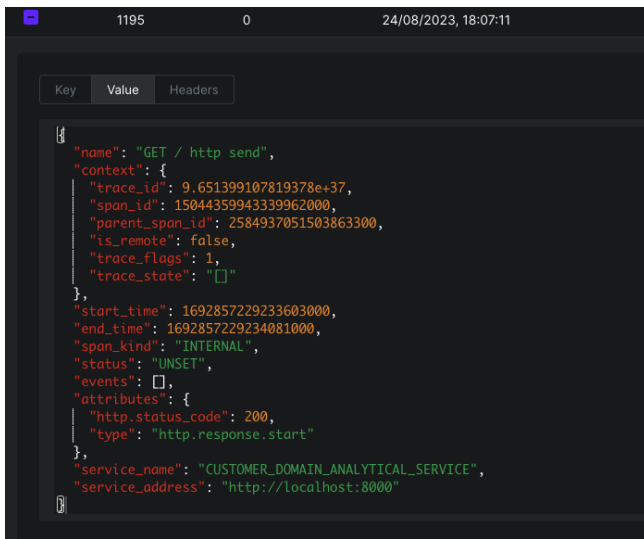 1195 0 24/08/2023, 18:07:11
Key Value Headers
{
"name": "GET / http send",
"context": {
"trace_id": 9.651399107819378e+37,
"span_id": 15044359943339962000,
"parent_span_id": 2584937051503863300,
"is_remote": false,
"trace_flags": 1,
"trace_state": "[]"
},
"start_time": 1692857229233603000,
"end_time": 1692857229234081000,
"span_kind": "INTERNAL",
"status": "UNSET",
"events": [],
"attributes": {
"http.status_code": 200,
"type": "http.response.start"
},
"service_name": "CUSTOMER_DOMAIN_ANALYTICAL_SERVICE",
"service_address": "http://localhost:8000"
}